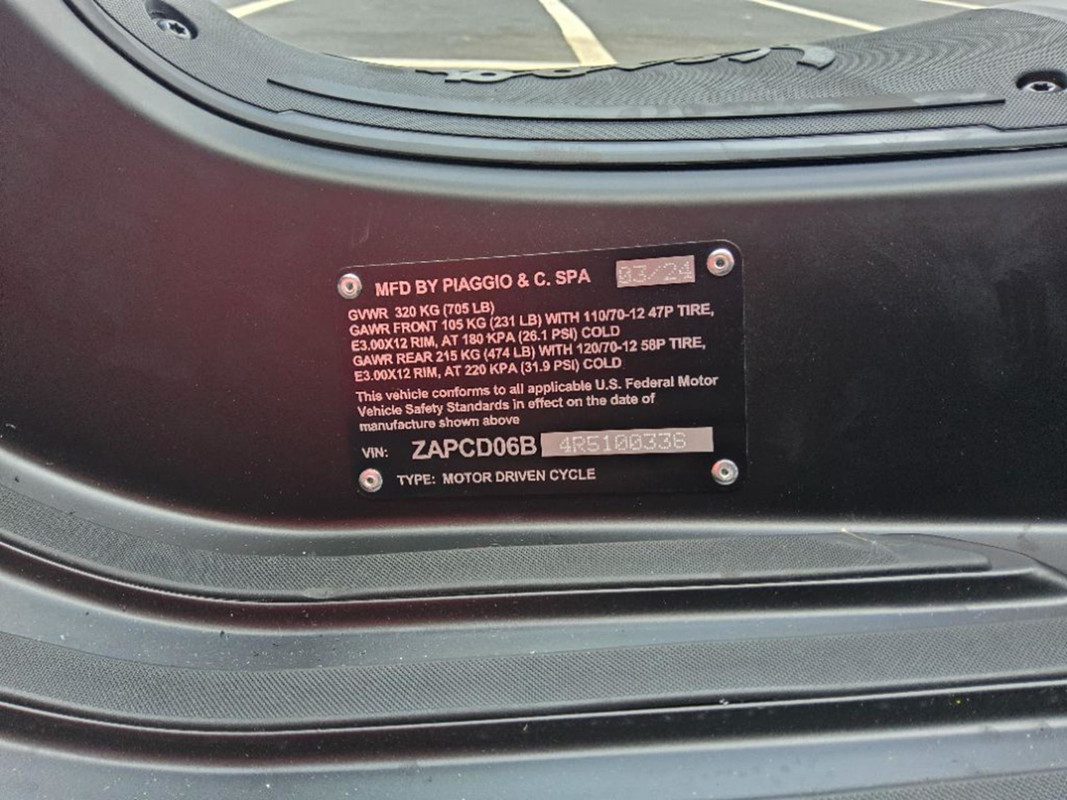 MFD BY PIAGGIO & C. SPA 03/24
GVWR 320 KG (705 LB)
GAWR FRONT 105 KG (231 LB) WITH 110/70-12 47P TIRE,
E3.00X12 RIM, AT 180 KPA (26.1 PSI) COLD
GAWR REAR 215 KG (474 LB) WITH 120/70-12 58P TIRE,
E3.00X12 RIM, AT 220 KPA (31.9 PSI) COLD
This vehicle conforms to all applicable U.S. Federal Motor
Vehicle Safety Standards in effect on the date of
manufacture shown above
VIN: ZAPCD06B 4R5100336
TYPE: MOTOR DRIVEN CYCLE